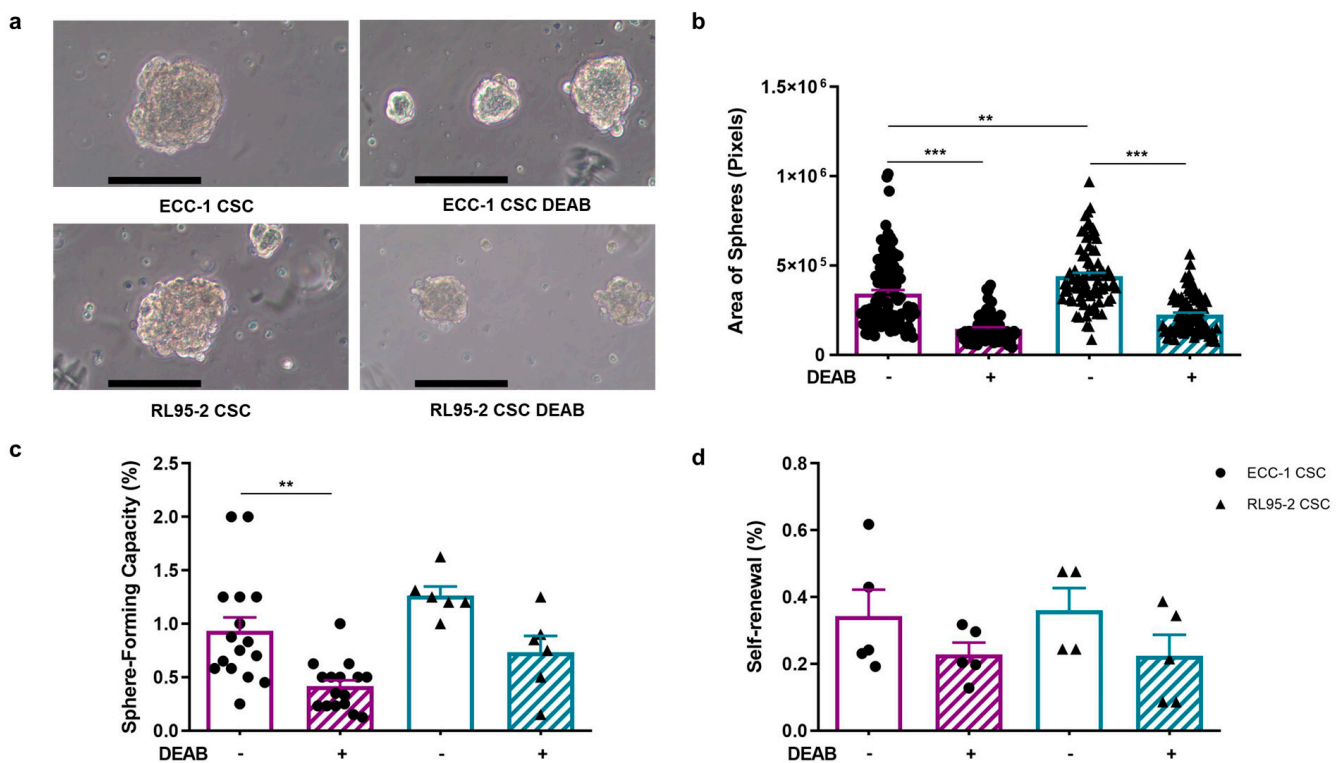 a
ECC-1 CSC
ECC-1 CSC DEAB
RL95-2 CSC
RL95-2 CSC DEAB
b
Area of Spheres (Pixels)
1.5×10⁶
1×10⁶
5×10⁵
0
**
***
***
DEAB - + - +
c
Sphere-Forming Capacity (%)
2.5
2.0
1.5
1.0
0.5
0.0
**
DEAB - + - +
d
Self-renewal (%)
0.8
0.6
0.4
0.2
0.0
ECC-1 CSC
RL95-2 CSC
DEAB - + - +